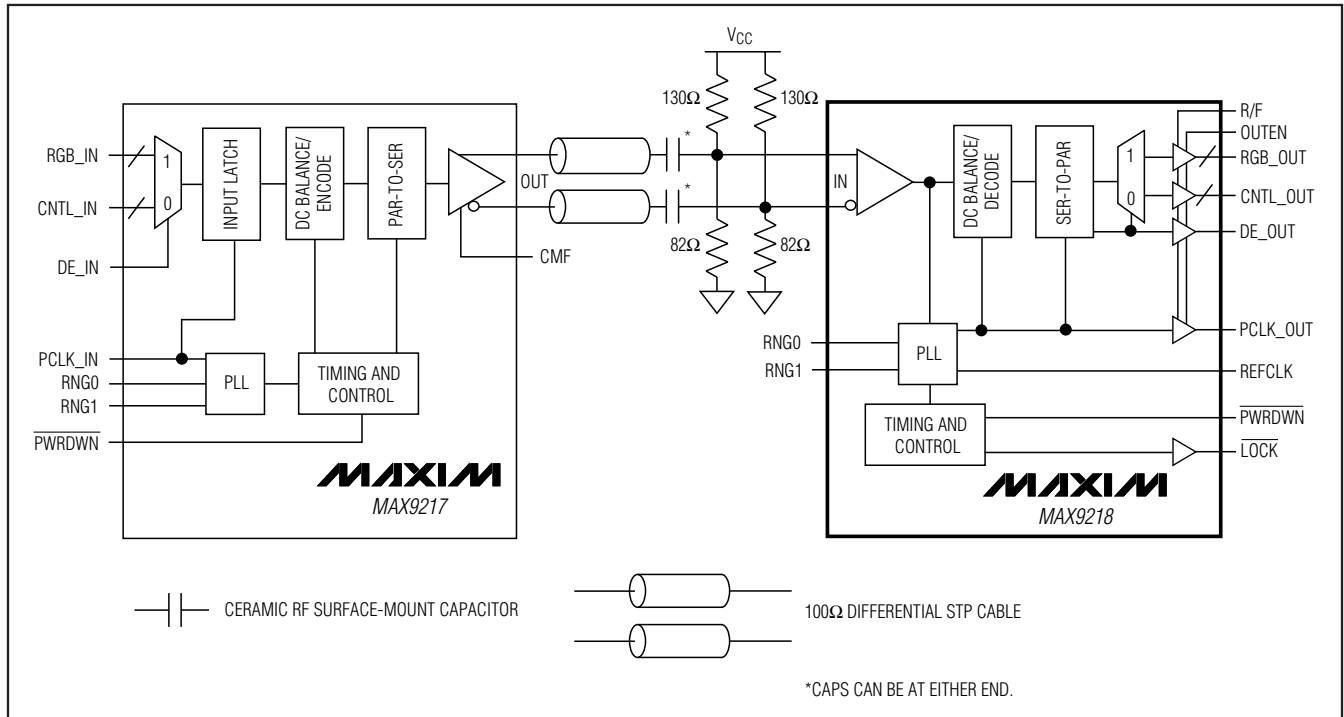 VCC
130Ω
130Ω
*
*
82Ω
82Ω
RGB_IN
CNTL_IN
DE_IN
PCLK_IN
RNG0
RNG1
PWRDWN
1
0
INPUT LATCH
DC BALANCE/
ENCODE
PAR-TO-SER
OUT
CMF
PLL
TIMING AND
CONTROL
MAXIM
MAX9217
IN
DC BALANCE/
DECODE
SER-TO-PAR
1
0
R/F
OUTEN
RGB_OUT
CNTL_OUT
DE_OUT
PCLK_OUT
RNG0
RNG1
PLL
REFCLK
TIMING AND
CONTROL
PWRDWN
LOCK
MAXIM
MAX9218
CERAMIC RF SURFACE-MOUNT CAPACITOR
100Ω DIFFERENTIAL STP CABLE
*CAPS CAN BE AT EITHER END.